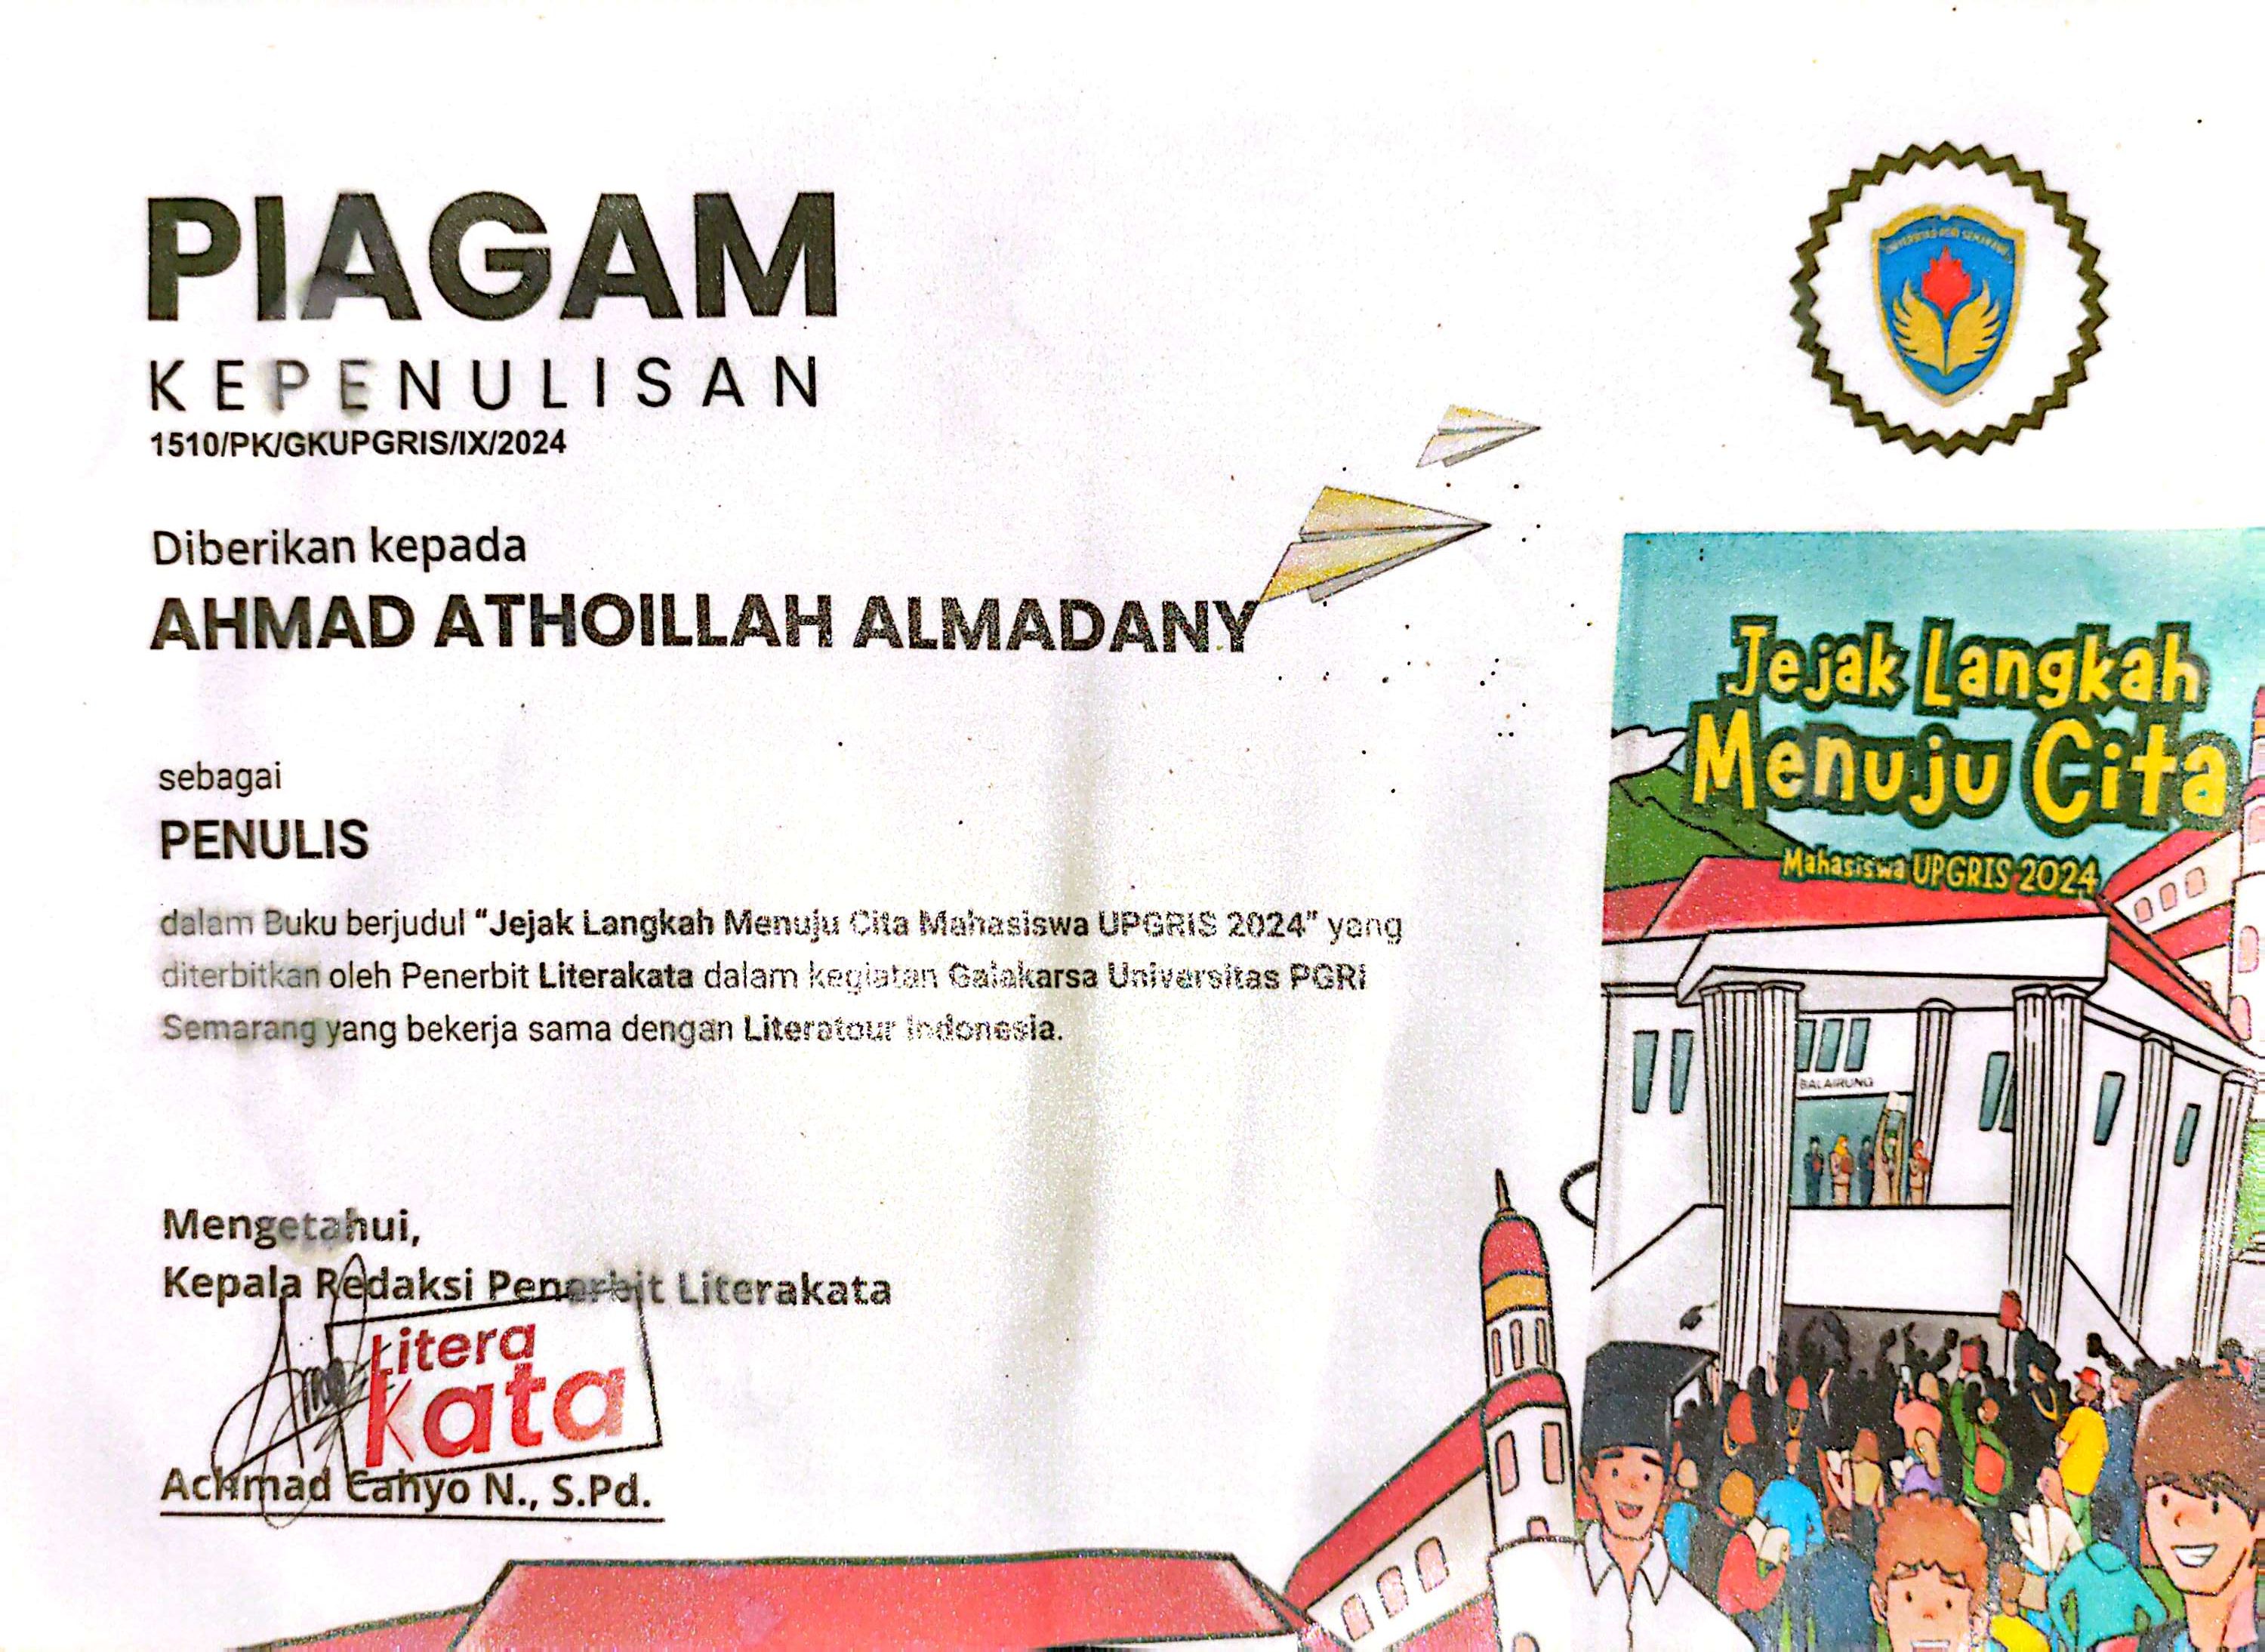 PIAGAM
KEPENULISAN
1510/PK/GKUPGRIS/IX/2024
UNIVERSITAS PGRI SEMARANG
Diberikan kepada
AHMAD ATHOILLAH ALMADANY
sebagai
PENULIS
dalam Buku berjudul “Jejak Langkah Menuju Cita Mahasiswa UPGRIS 2024” yang
diterbitkan oleh Penerbit Literakata dalam kegiatan Galakarsa Universitas PGRI
Semarang yang bekerja sama dengan Literatour Indonesia.
Mengetahui,
Kepala Redaksi Penerbit Literakata
Litera
Kata
Achmad Cahyo N., S.Pd.
Jejak Langkah
Menuju Cita
Mahasiswa UPGRIS 2024
BALAIRUNG